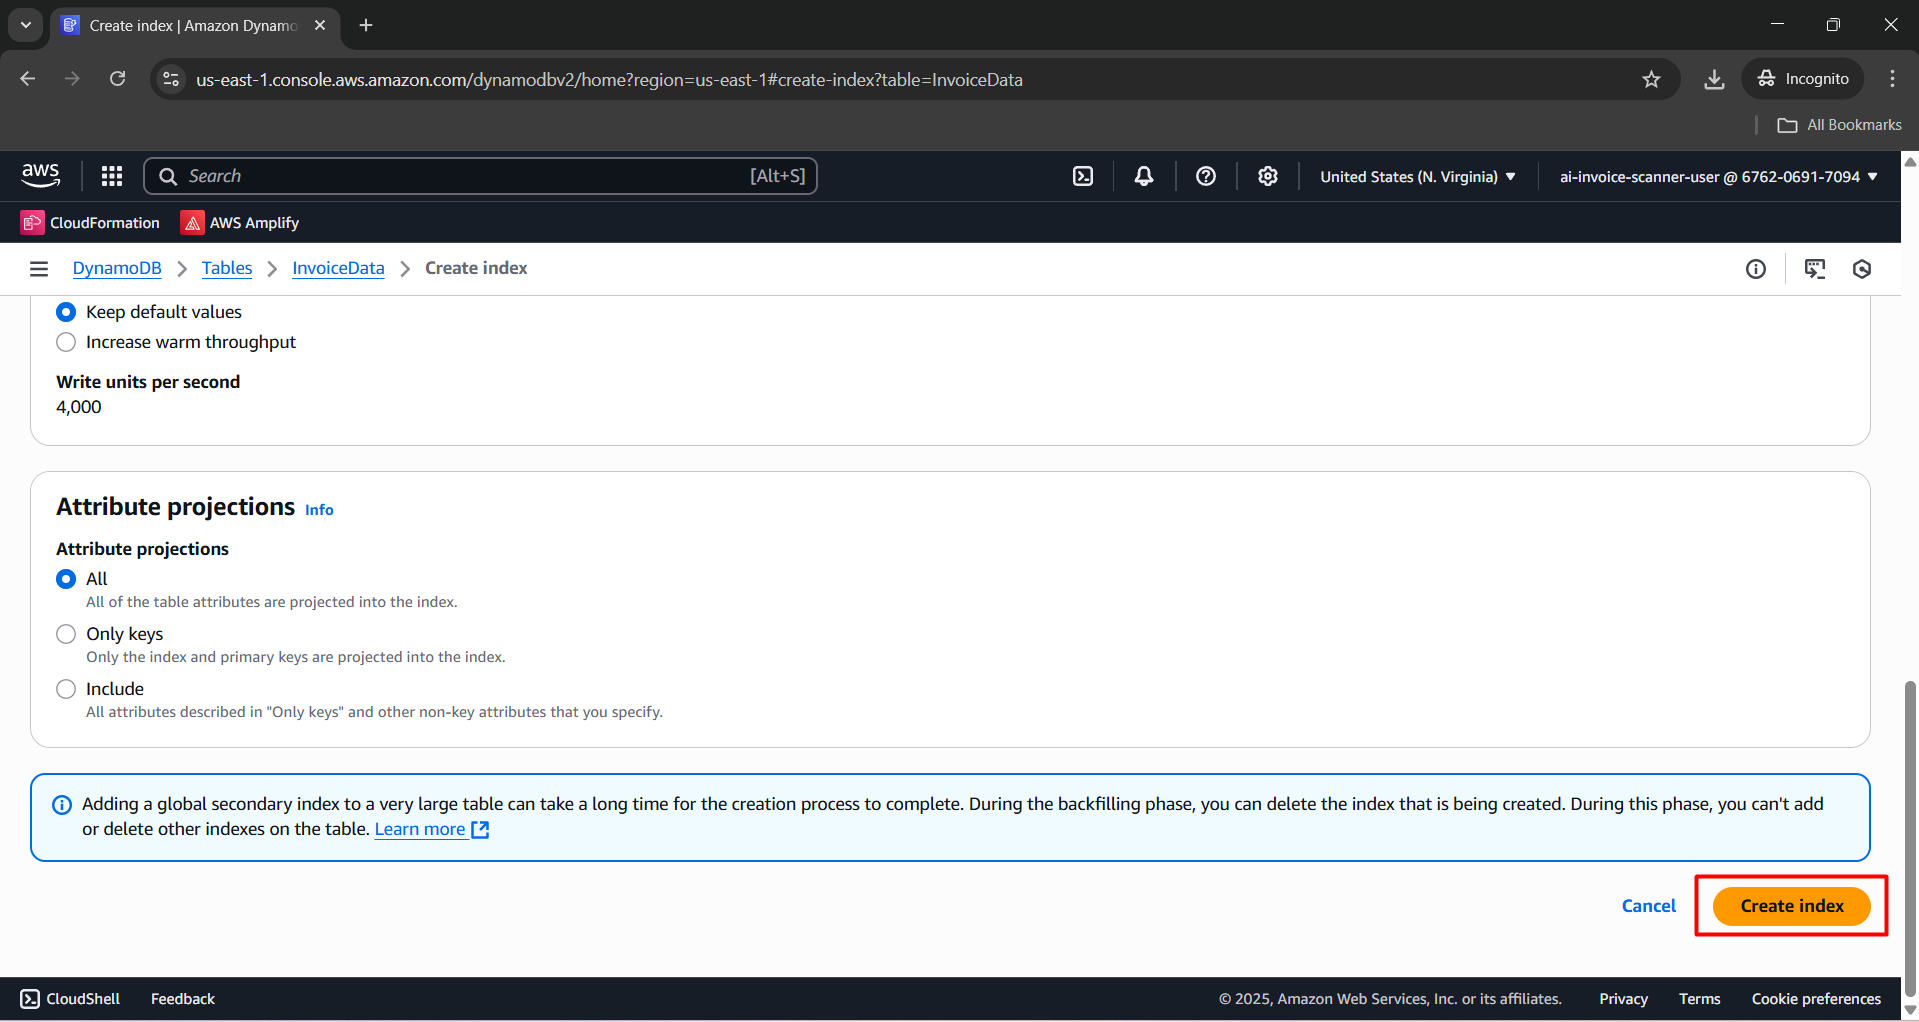 Create index | Amazon Dynamo
us-east-1.console.aws.amazon.com/dynamodbv2/home?region=us-east-1#create-index?table=InvoiceData
Incognito
All Bookmarks
aws
Search [Alt+S]
United States (N. Virginia)
ai-invoice-scanner-user @ 6762-0691-7094
CloudFormation
AWS Amplify
DynamoDB
Tables
InvoiceData
Create index
Keep default values
Increase warm throughput
Write units per second
4,000
Attribute projections Info
Attribute projections
All
All of the table attributes are projected into the index.
Only keys
Only the index and primary keys are projected into the index.
Include
All attributes described in "Only keys" and other non-key attributes that you specify.
Adding a global secondary index to a very large table can take a long time for the creation process to complete. During the backfilling phase, you can delete the index that is being created. During this phase, you can't add
or delete other indexes on the table. Learn more
Cancel
Create index
CloudShell
Feedback
© 2025, Amazon Web Services, Inc. or its affiliates.
Privacy
Terms
Cookie preferences